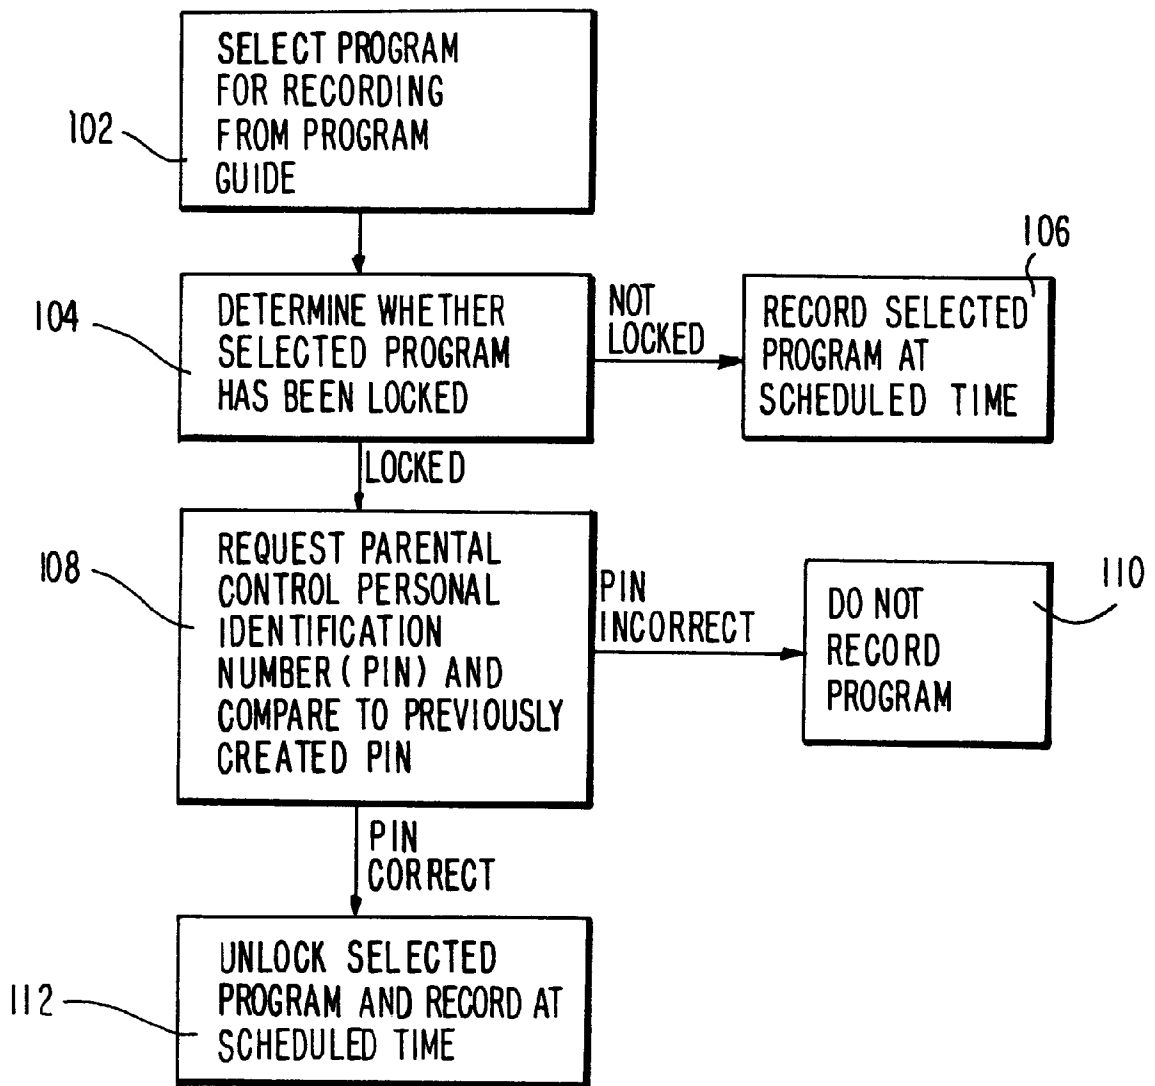 SELECT PROGRAM
FOR RECORDING
FROM PROGRAM
GUIDE
102
104
DETERMINE WHETHER
SELECTED PROGRAM
HAS BEEN LOCKED
NOT
LOCKED
106
RECORD SELECTED
PROGRAM AT
SCHEDULED TIME
LOCKED
108
REQUEST PARENTAL
CONTROL PERSONAL
IDENTIFICATION
NUMBER (PIN) AND
COMPARE TO PREVIOUSLY
CREATED PIN
PIN
INCORRECT
110
DO NOT
RECORD
PROGRAM
PIN
CORRECT
112
UNLOCK SELECTED
PROGRAM AND RECORD AT
SCHEDULED TIME